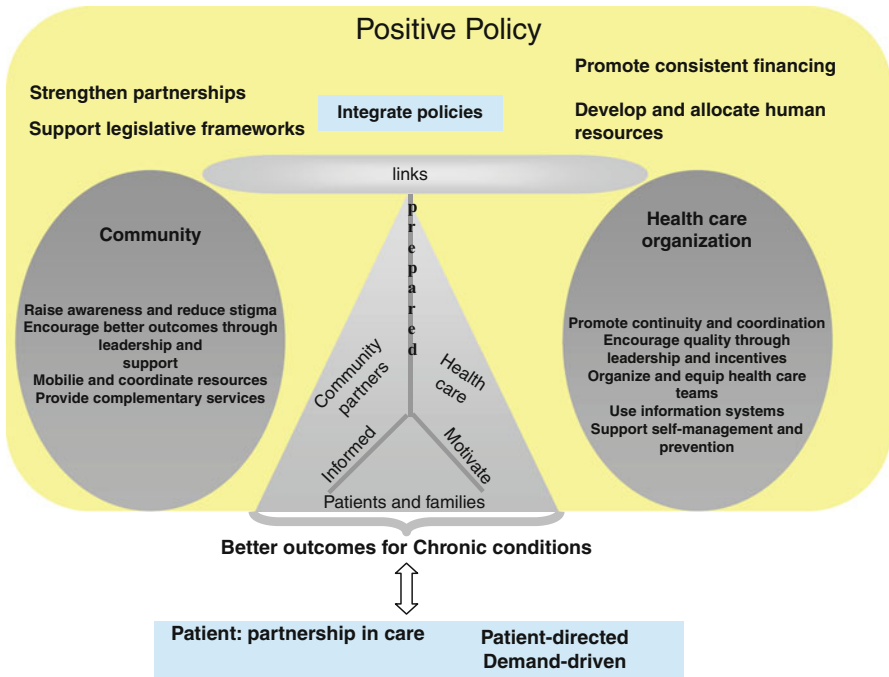 Positive Policy
Strengthen partnerships
Support legislative frameworks
Integrate policies
Promote consistent financing
Develop and allocate human
resources
links
Community
Raise awareness and reduce stigma
Encourage better outcomes through
leadership and
support
Mobilie and coordinate resources
Provide complementary services
prepared
Community
partners
Health
care
Informed
Motivate
Patients and families
Health care
organization
Promote continuity and coordination
Encourage quality through
leadership and incentives
Organize and equip health care
teams
Use information systems
Support self-management and
prevention
Better outcomes for Chronic conditions
Patient: partnership in care
Patient-directed
Demand-driven